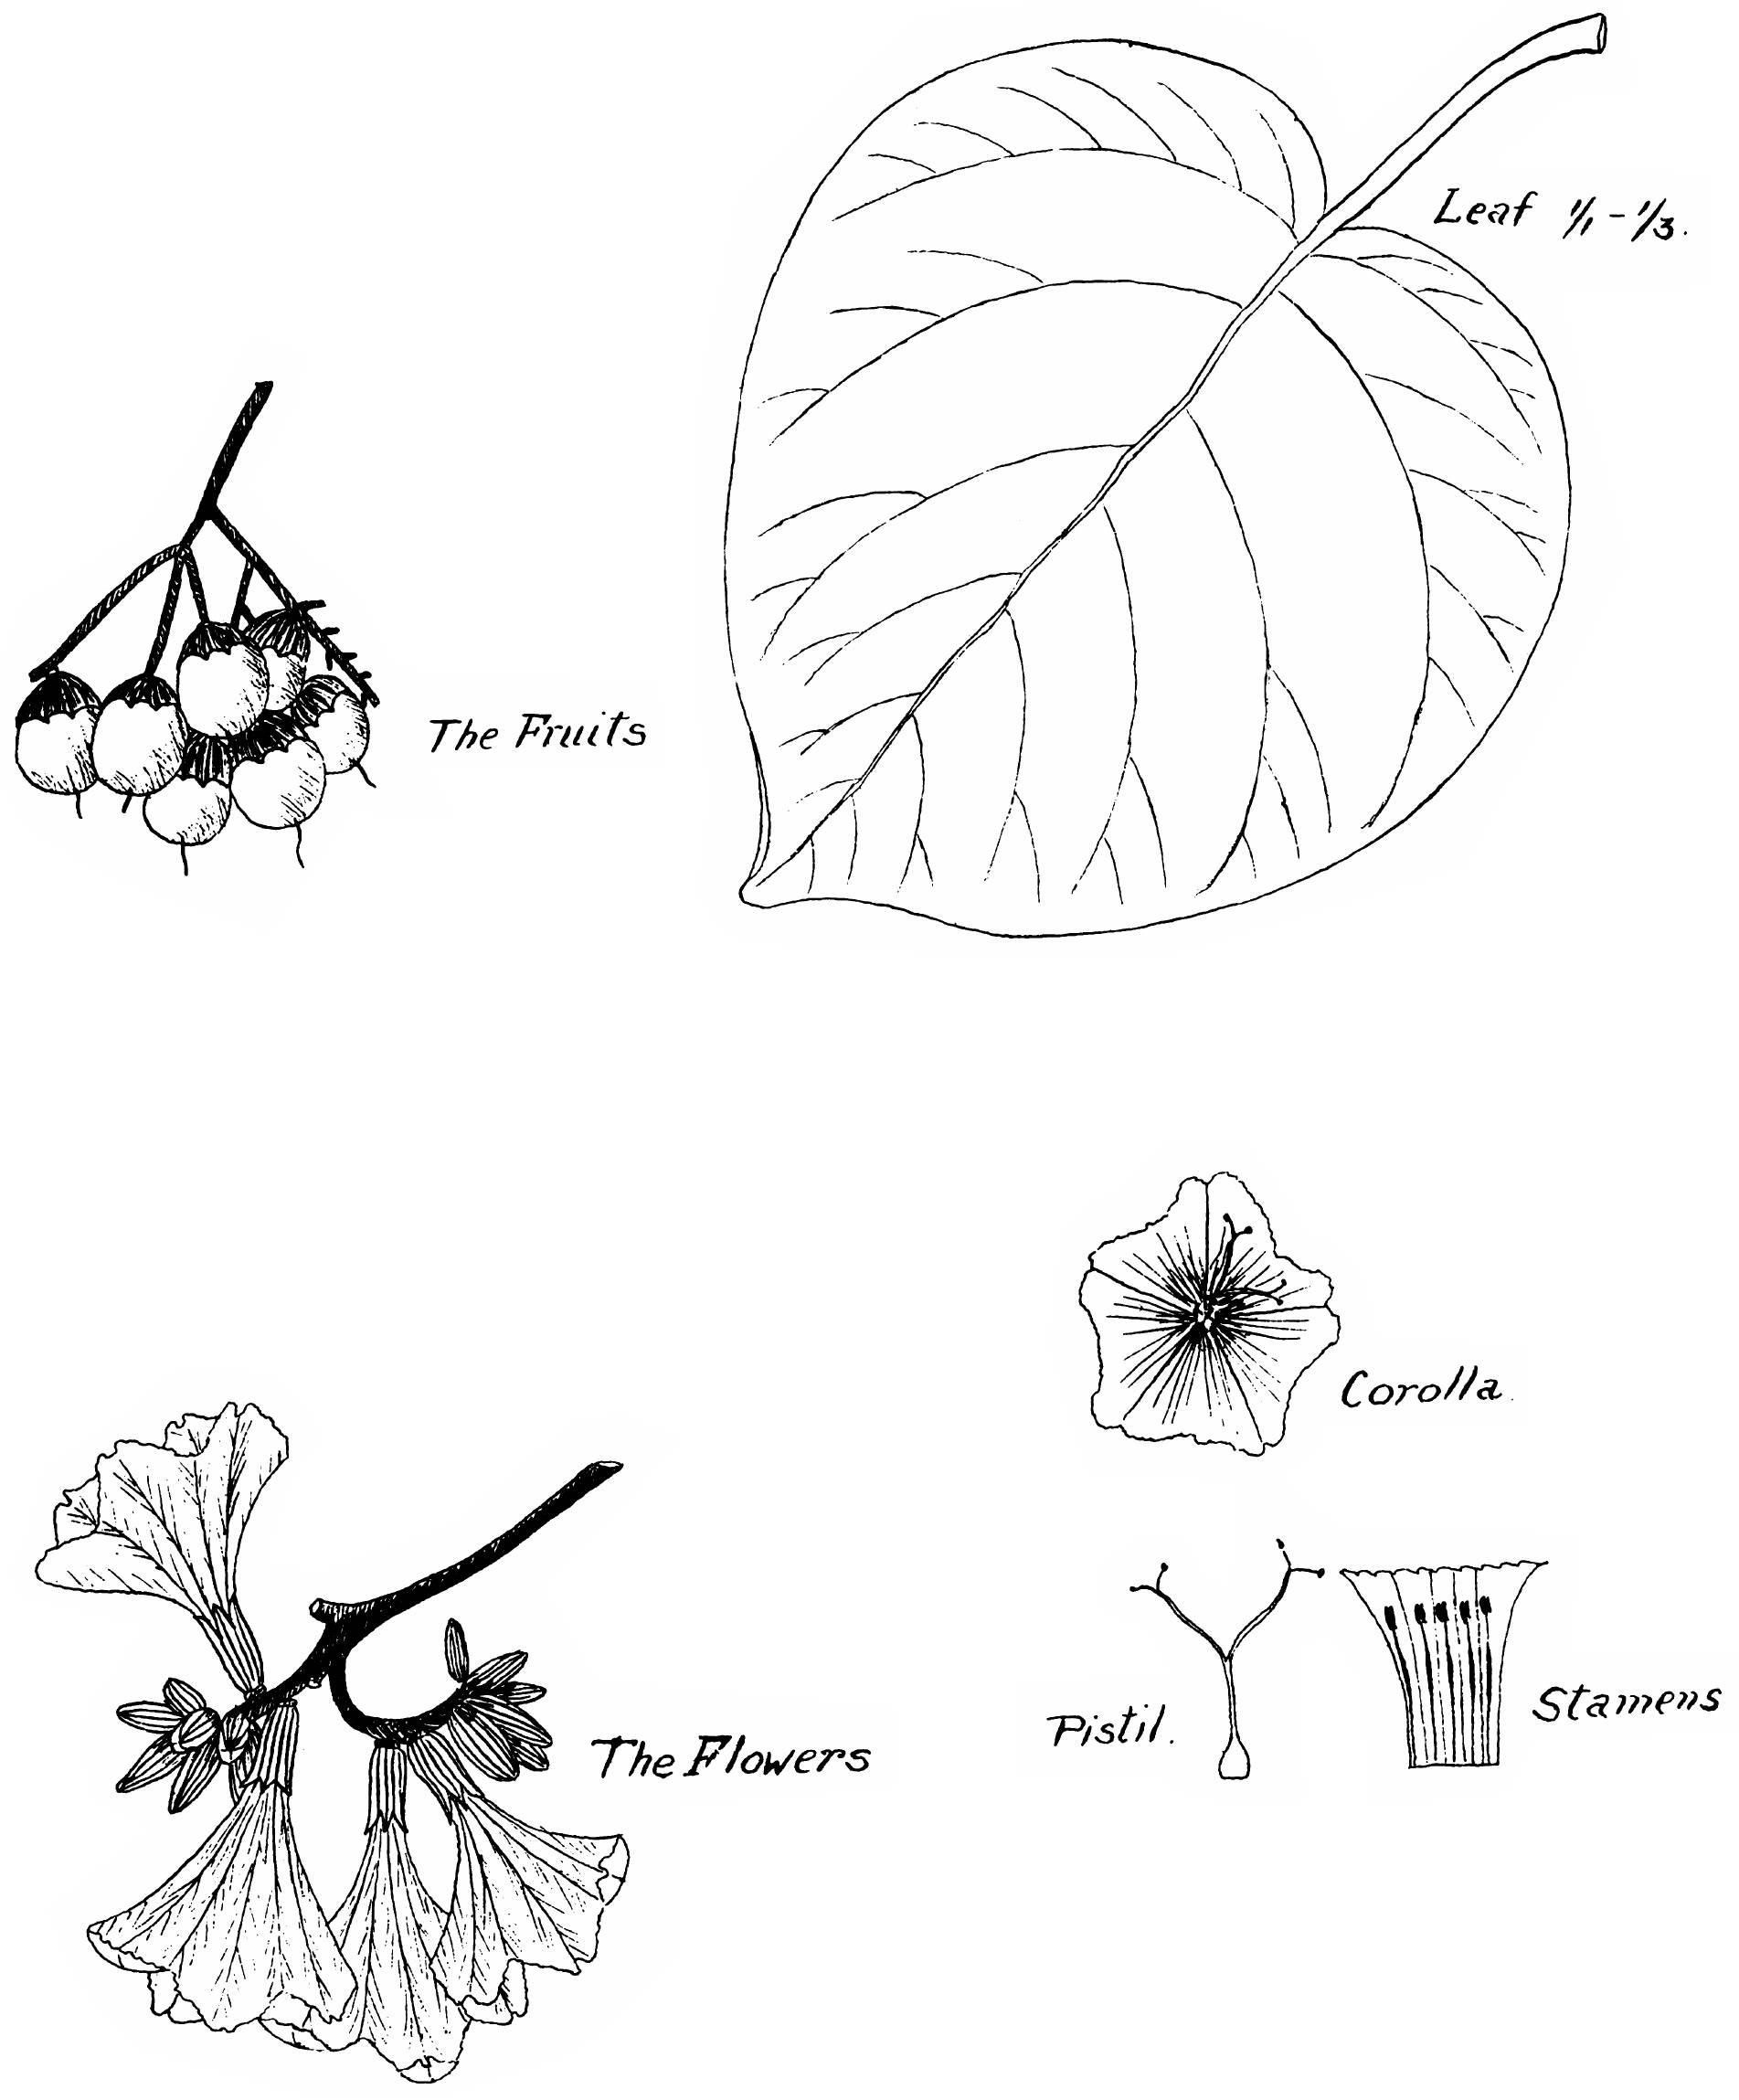 Leaf 1/1 - 1/3.
The Fruits
Corolla.
Pistil.
Stamens
The Flowers